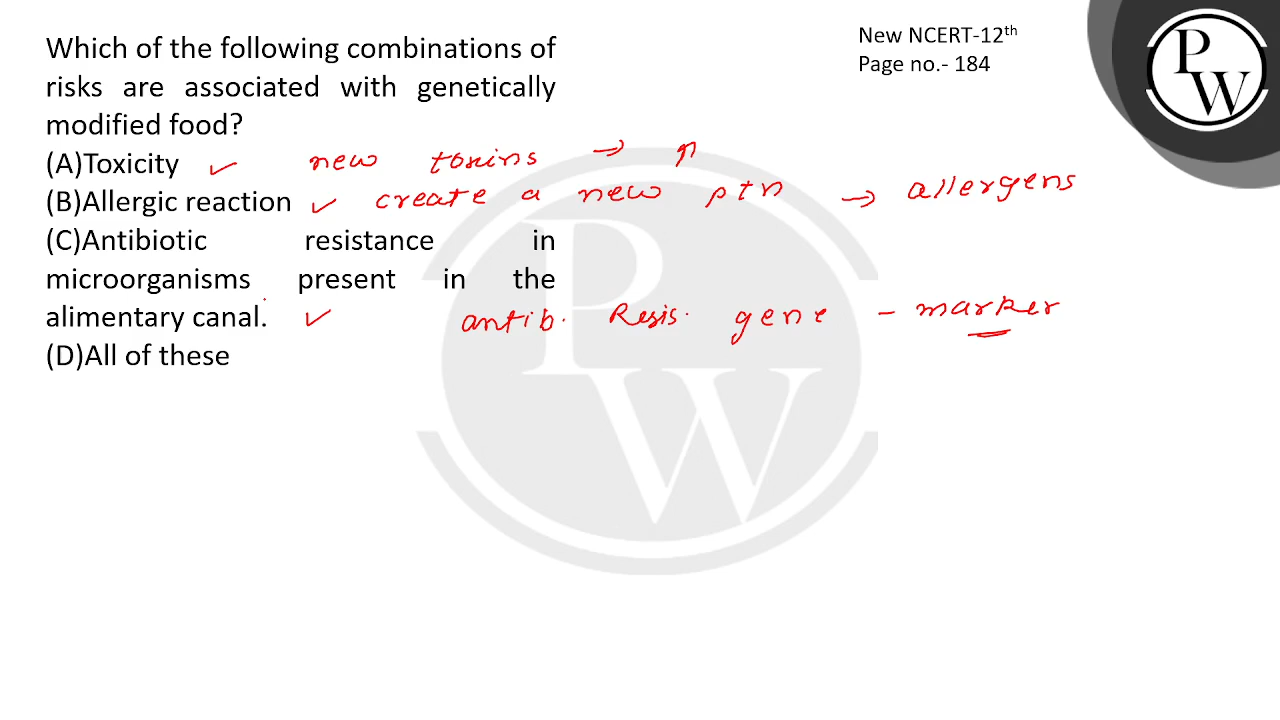 Which of the following combinations of
risks are associated with genetically
modified food?
(A)Toxicity ✓ new toxins → ↑
(B)Allergic reaction ✓ create a new ptn → allergens
(C)Antibiotic resistance in
microorganisms present in the
alimentary canal. ✓ antib. Resis. gene - marker
(D)All of these
New NCERT-12th
Page no.- 184
P
W
P
W